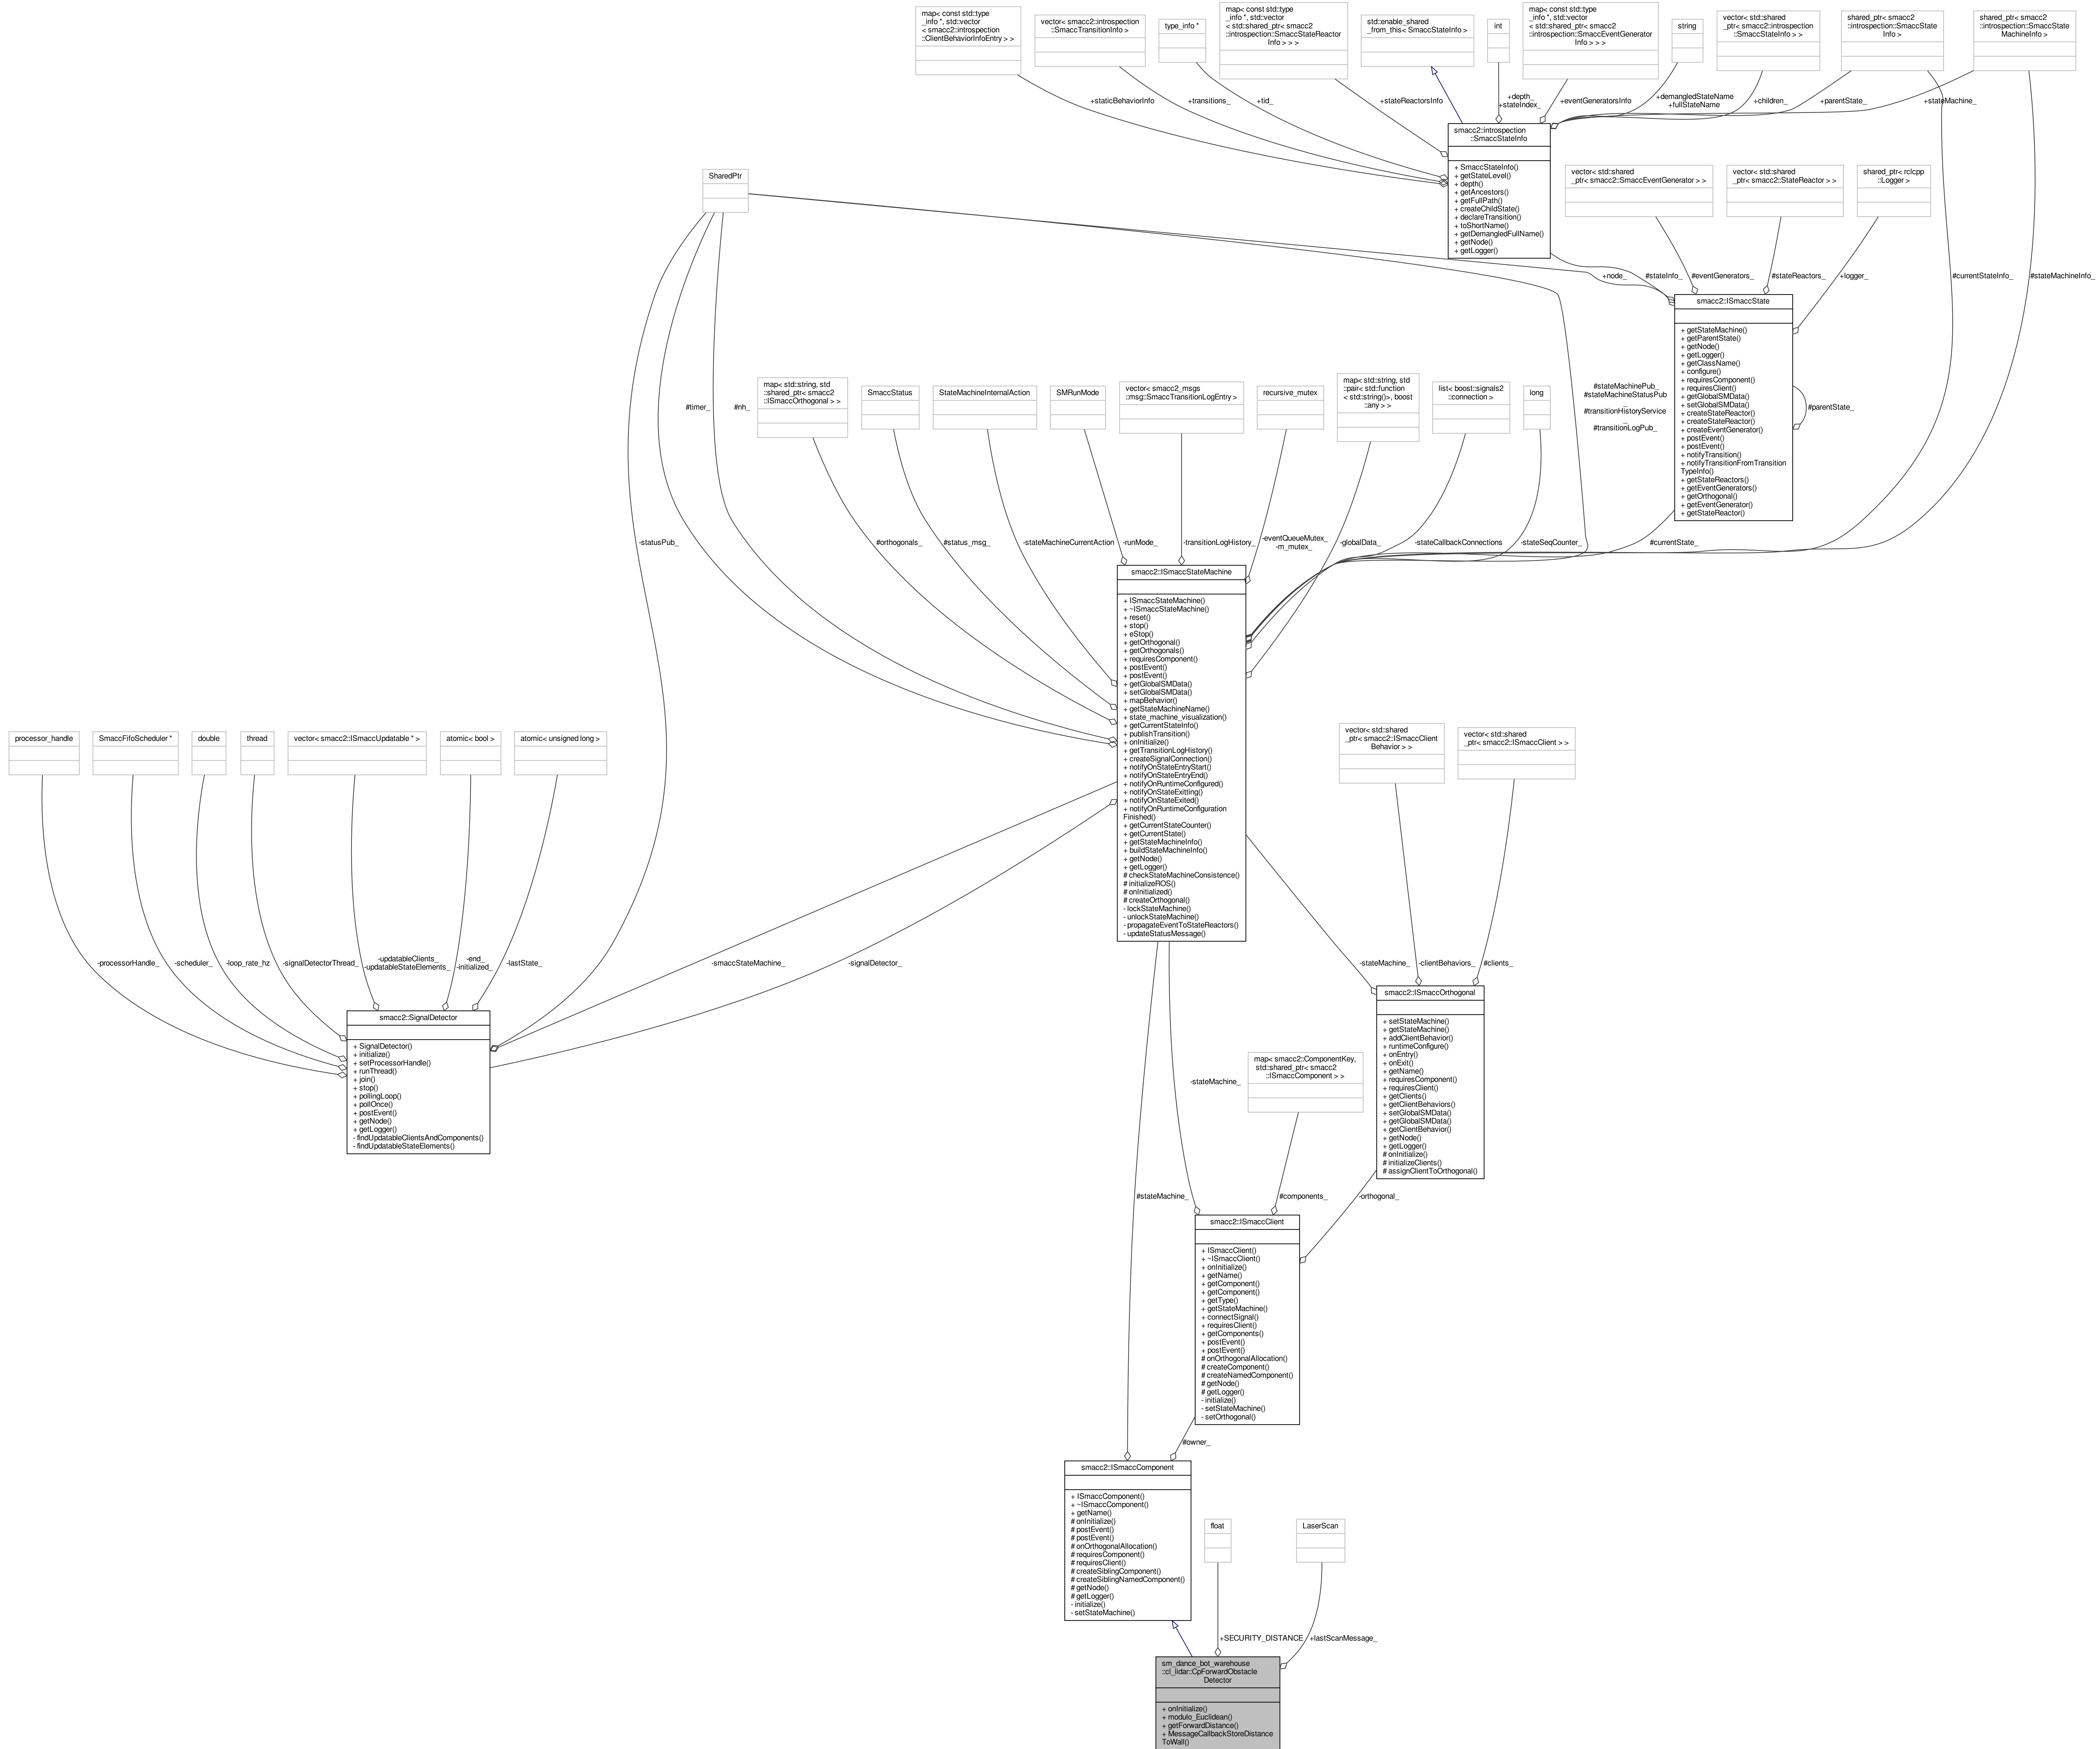 map< const std::type
_info *, std::vector
< smacc2::introspection
::ClientBehaviorInfoEntry > >
vector< smacc2::introspection
::SmaccTransitionInfo >
type_info *
map< const std::type
_info *, std::vector
< std::shared_ptr< smacc2
::introspection::SmaccStateReactor
Info > > >
std::enable_shared
_from_this< SmaccStateInfo >
int
map< const std::type
_info *, std::vector
< std::shared_ptr< smacc2
::introspection::SmaccEventGenerator
Info > > >
string
vector< std::shared
_ptr< smacc2::introspection
::SmaccStateInfo > >
shared_ptr< smacc2
::introspection::SmaccState
Info >
shared_ptr< smacc2
::introspection::SmaccState
MachineInfo >
+staticBehaviorInfo
+transitions_
+tid_
+stateReactorsInfo
+depth_
+stateIndex_
+eventGeneratorsInfo
+demangledStateName
+fullStateName
+children_
+parentState_
+stateMachine_
smacc2::introspection
::SmaccStateInfo
+ SmaccStateInfo()
+ getStateLevel()
+ depth()
+ getAncestors()
+ getFullPath()
+ createChildState()
+ declareTransition()
+ toShortName()
+ getDemangledFullName()
+ getNode()
+ getLogger()
SharedPtr
vector< std::shared
_ptr< smacc2::SmaccEventGenerator > >
vector< std::shared
_ptr< smacc2::StateReactor > >
shared_ptr< rclcpp
::Logger >
+node_
#stateInfo_
#eventGenerators_
#stateReactors_
+logger_
#currentStateInfo_
#stateMachineInfo_
smacc2::ISmaccState
+ getStateMachine()
+ getParentState()
+ getNode()
+ getLogger()
+ getClassName()
+ configure()
+ requiresComponent()
+ requiresClient()
+ getGlobalSMData()
+ setGlobalSMData()
+ createStateReactor()
+ createStateReactor()
+ createEventGenerator()
+ postEvent()
+ postEvent()
+ notifyTransition()
+ notifyTransitionFromTransition
TypeInfo()
+ getStateReactors()
+ getEventGenerators()
+ getOrthogonal()
+ getEventGenerator()
+ getStateReactor()
#parentState_
#timer_
#nh_
map< std::string, std
::shared_ptr< smacc2
::ISmaccOrthogonal > >
SmaccStatus
StateMachineInternalAction
SMRunMode
vector< smacc2_msgs
::msg::SmaccTransitionLogEntry >
recursive_mutex
map< std::string, std
::pair< std::function
< std::string()>, boost
::any > >
list< boost::signals2
::connection >
long
#stateMachinePub_
#stateMachineStatusPub
_
#transitionHistoryService
_
#transitionLogPub_
-statusPub_
#orthogonals_
#status_msg_
-stateMachineCurrentAction
-runMode_
-transitionLogHistory_
-eventQueueMutex_
-m_mutex_
-globalData_
-stateCallbackConnections
-stateSeqCounter_
#currentState_
smacc2::ISmaccStateMachine
+ ISmaccStateMachine()
+ ~ISmaccStateMachine()
+ reset()
+ stop()
+ eStop()
+ getOrthogonal()
+ getOrthogonals()
+ requiresComponent()
+ postEvent()
+ postEvent()
+ getGlobalSMData()
+ setGlobalSMData()
+ mapBehavior()
+ getStateMachineName()
+ state_machine_visualization()
+ getCurrentStateInfo()
+ publishTransition()
+ onInitialize()
+ getTransitionLogHistory()
+ createSignalConnection()
+ notifyOnStateEntryStart()
+ notifyOnStateEntryEnd()
+ notifyOnRuntimeConfigured()
+ notifyOnStateExitting()
+ notifyOnStateExited()
+ notifyOnRuntimeConfiguration
Finished()
+ getCurrentStateCounter()
+ getCurrentState()
+ getStateMachineInfo()
+ buildStateMachineInfo()
+ getNode()
+ getLogger()
# checkStateMachineConsistence()
# initializeROS()
# onInitialized()
# createOrthogonal()
- lockStateMachine()
- unlockStateMachine()
- propagateEventToStateReactors()
- updateStatusMessage()
processor_handle
SmaccFifoScheduler *
double
thread
vector< smacc2::ISmaccUpdatable * >
atomic< bool >
atomic< unsigned long >
vector< std::shared
_ptr< smacc2::ISmaccClient
Behavior > >
vector< std::shared
_ptr< smacc2::ISmaccClient > >
-processorHandle_
-scheduler_
-loop_rate_hz
-signalDetectorThread_
-updatableClients_
-updatableStateElements_
-end_
-initialized_
-lastState_
-smaccStateMachine_
-signalDetector_
-stateMachine_
-clientBehaviors_
#clients_
smacc2::SignalDetector
+ SignalDetector()
+ initialize()
+ setProcessorHandle()
+ runThread()
+ join()
+ stop()
+ pollingLoop()
+ pollOnce()
+ postEvent()
+ getNode()
+ getLogger()
- findUpdatableClientsAndComponents()
- findUpdatableStateElements()
smacc2::ISmaccOrthogonal
+ setStateMachine()
+ getStateMachine()
+ addClientBehavior()
+ runtimeConfigure()
+ onEntry()
+ onExit()
+ getName()
+ requiresComponent()
+ requiresClient()
+ getClients()
+ getClientBehaviors()
+ setGlobalSMData()
+ getGlobalSMData()
+ getClientBehavior()
+ getNode()
+ getLogger()
# onInitialize()
# initializeClients()
# assignClientToOrthogonal()
-stateMachine_
map< smacc2::ComponentKey,
std::shared_ptr< smacc2
::ISmaccComponent > >
#stateMachine_
#components_
-orthogonal_
smacc2::ISmaccClient
+ ISmaccClient()
+ ~ISmaccClient()
+ onInitialize()
+ getName()
+ getComponent()
+ getComponent()
+ getType()
+ getStateMachine()
+ connectSignal()
+ requiresClient()
+ getComponents()
+ postEvent()
+ postEvent()
# onOrthogonalAllocation()
# createComponent()
# createNamedComponent()
# getNode()
# getLogger()
- initialize()
- setStateMachine()
- setOrthogonal()
#owner_
smacc2::ISmaccComponent
+ ISmaccComponent()
+ ~ISmaccComponent()
+ getName()
# onInitialize()
# postEvent()
# postEvent()
# onOrthogonalAllocation()
# requiresComponent()
# requiresClient()
# createSiblingComponent()
# createSiblingNamedComponent()
# getNode()
# getLogger()
- initialize()
- setStateMachine()
float
LaserScan
+SECURITY_DISTANCE
+lastScanMessage_
sm_dance_bot_warehouse
::cl_lidar::CpForwardObstacle
Detector
+ onInitialize()
+ modulo_Euclidean()
+ getForwardDistance()
+ MessageCallbackStoreDistance
ToWall()